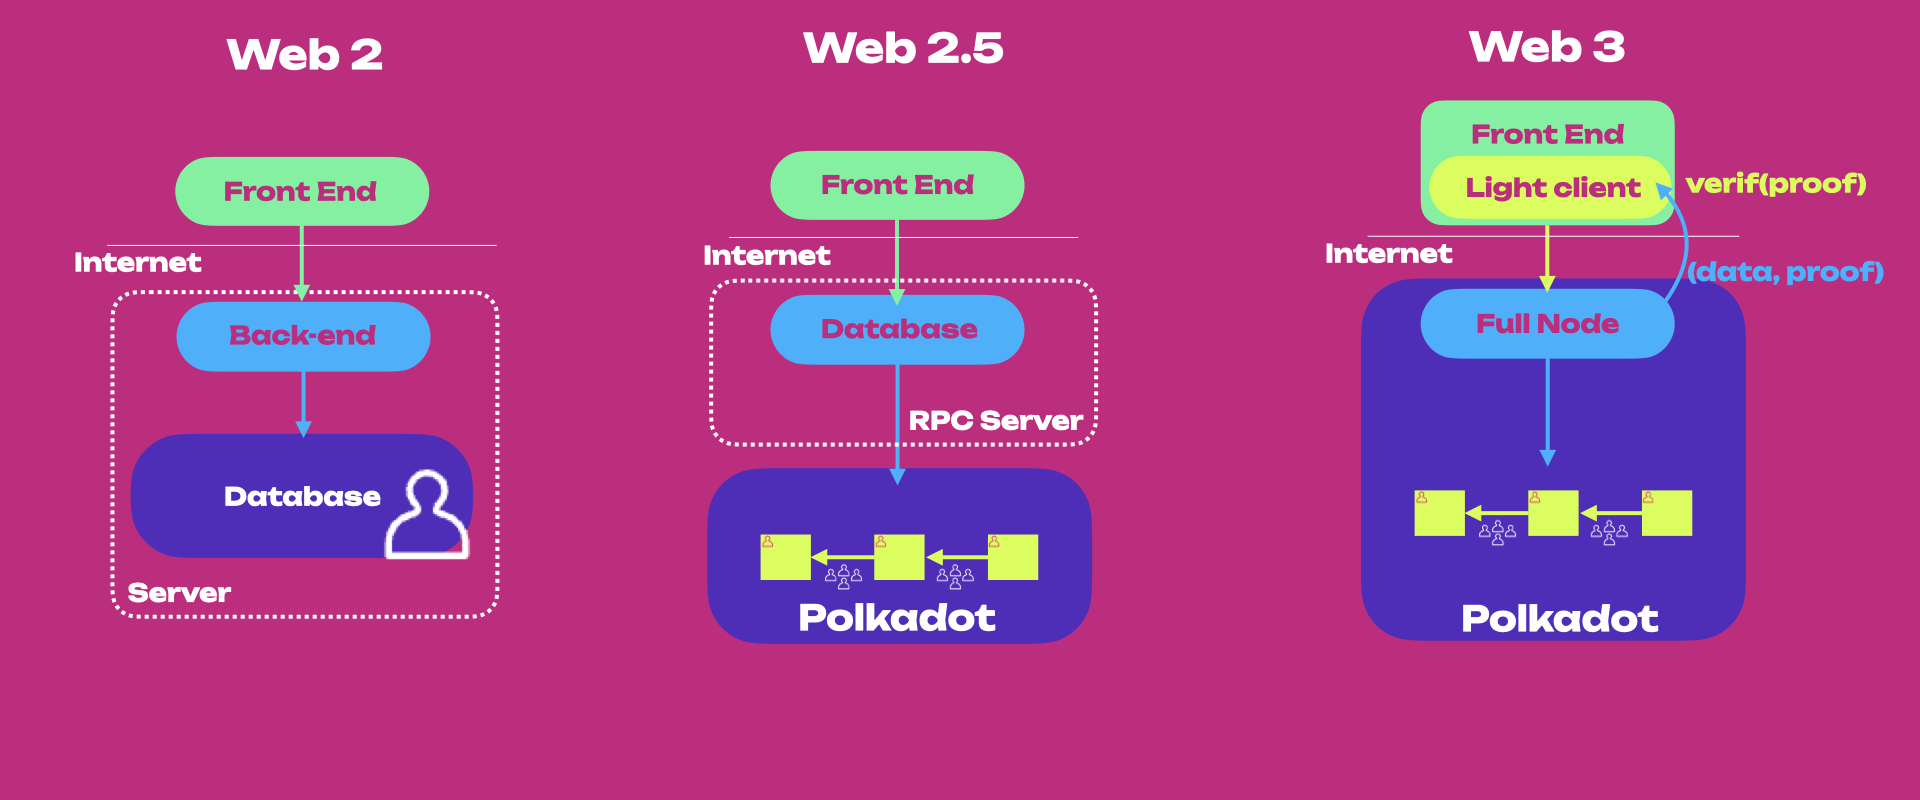 Web 2
Front End
Internet
Back-end
Database
Server
Web 2.5
Front End
Internet
Database
RPC Server
Polkadot
Web 3
Front End
Light client
verif(proof)
Internet
(data, proof)
Full Node
Polkadot